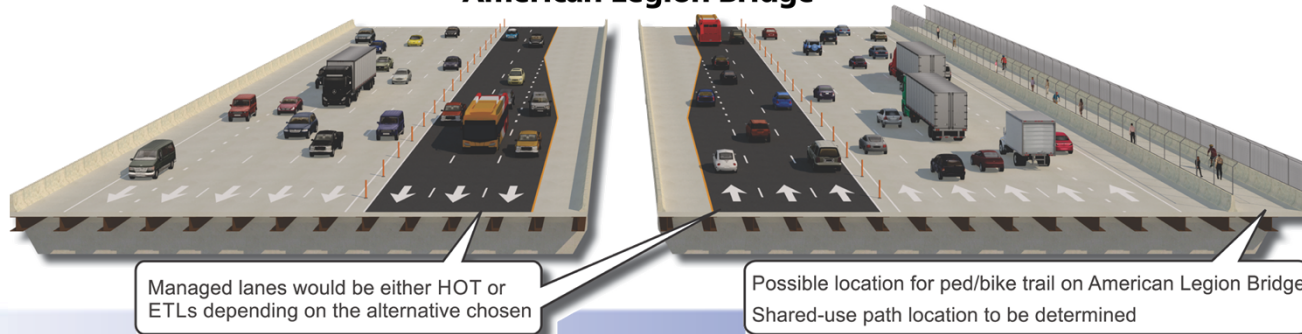 American Legion Bridge
Managed lanes would be either HOT or
ETLs depending on the alternative chosen
Possible location for ped/bike trail on American Legion Bridge
Shared-use path location to be determined